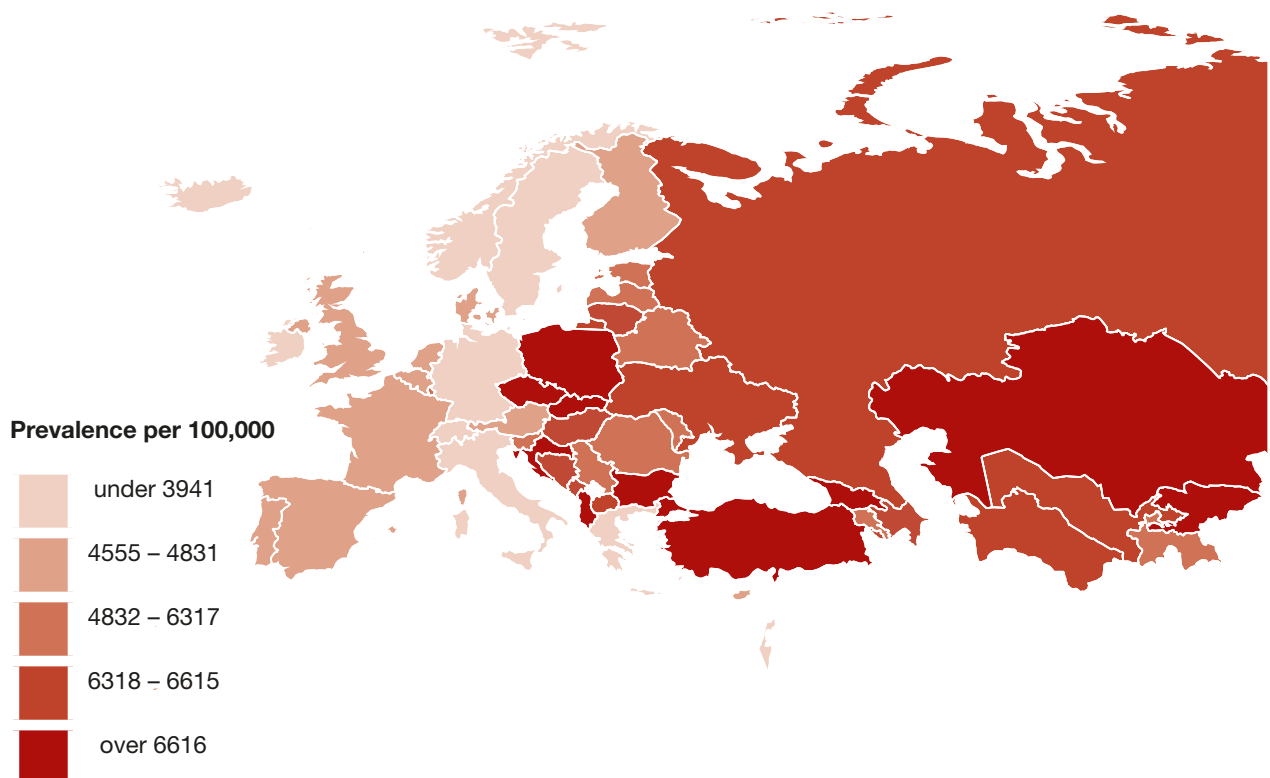 Prevalence per 100,000
under 3941
4555 – 4831
4832 – 6317
6318 – 6615
over 6616